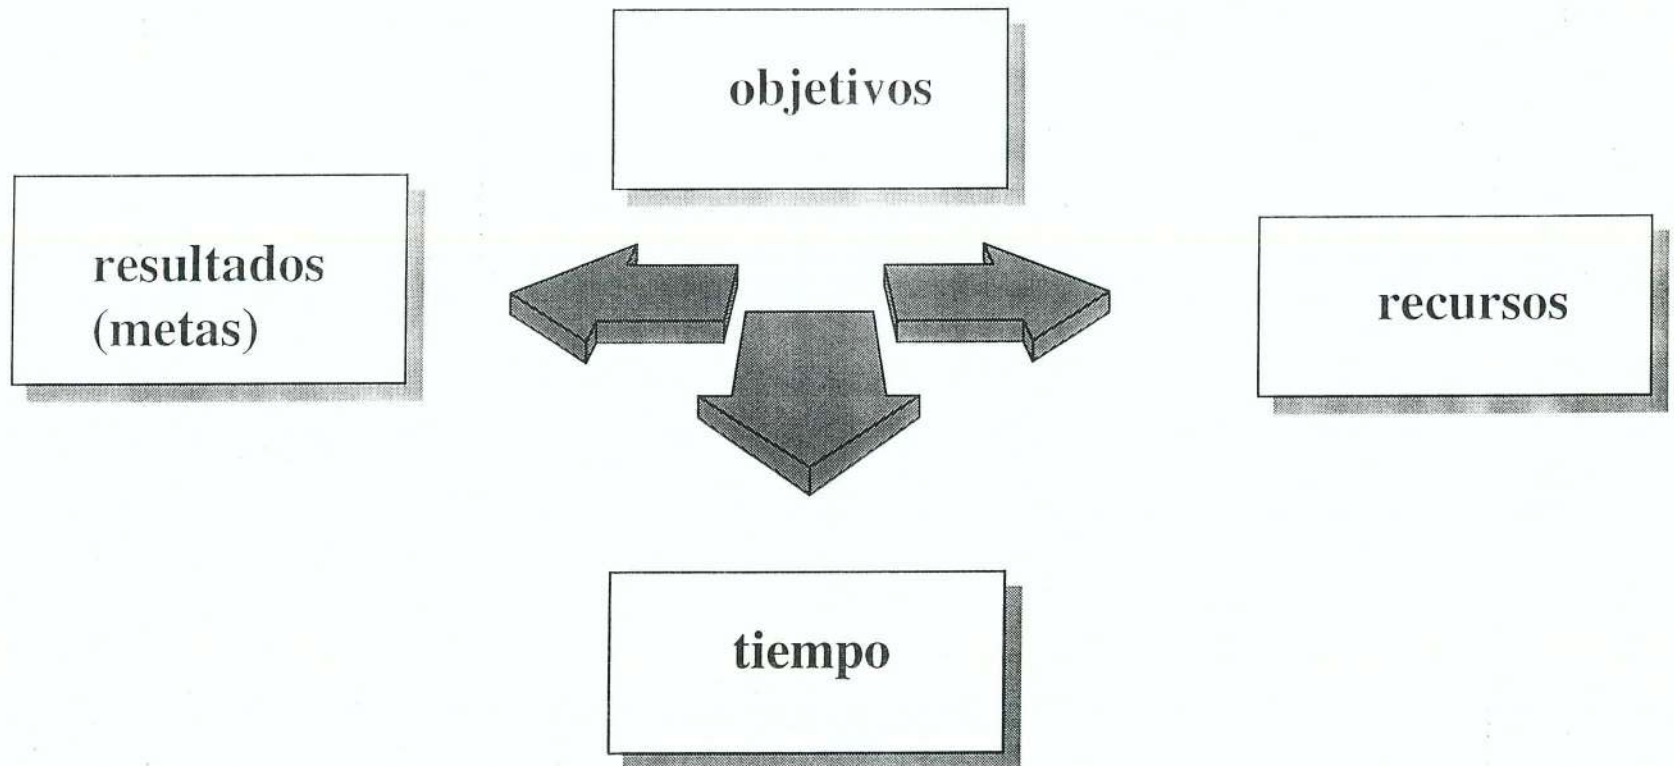 objetivos
resultados
(metas)
recursos
tiempo